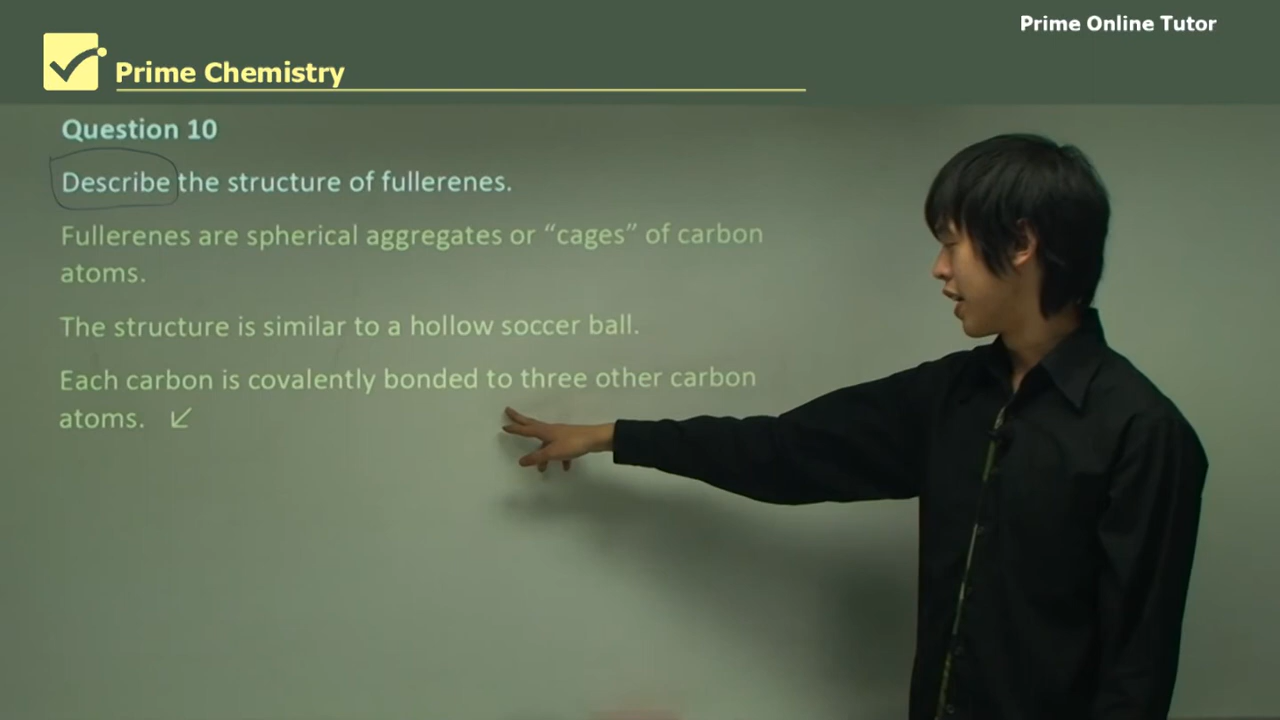 Prime Online Tutor
Prime Chemistry
Question 10
Describe the structure of fullerenes.
Fullerenes are spherical aggregates or “cages” of carbon
atoms.
The structure is similar to a hollow soccer ball.
Each carbon is covalently bonded to three other carbon
atoms.